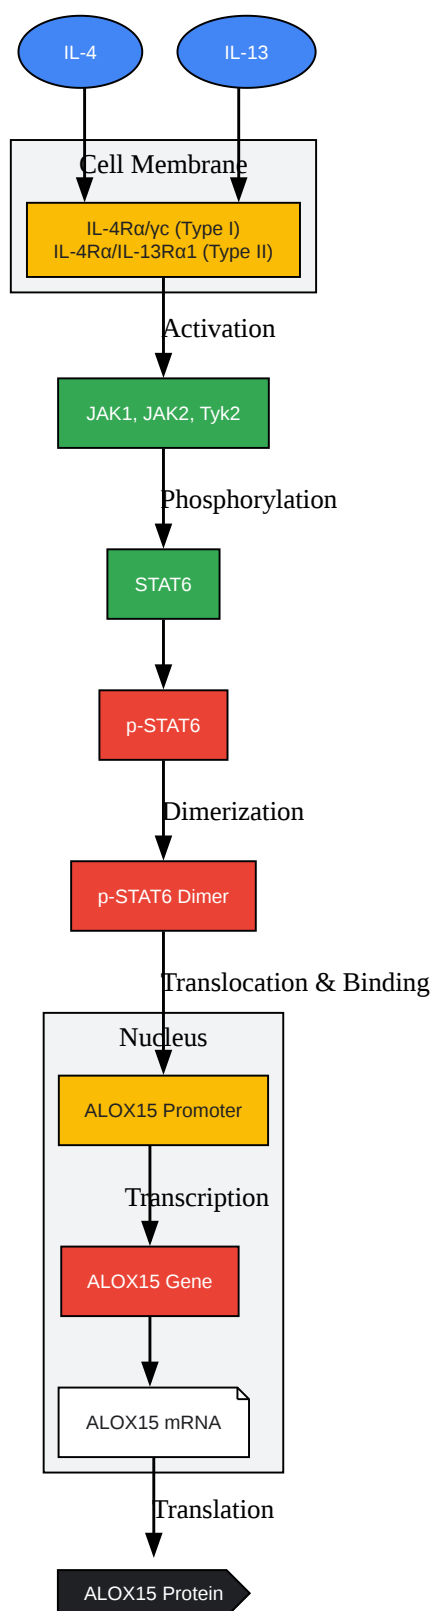 IL-4
IL-13
Cell Membrane
IL-4Rα/γc (Type I)
IL-4Rα/IL-13Rα1 (Type II)
Activation
JAK1, JAK2, Tyk2
Phosphorylation
STAT6
p-STAT6
Dimerization
p-STAT6 Dimer
Translocation & Binding
Nucleus
ALOX15 Promoter
Transcription
ALOX15 Gene
ALOX15 mRNA
Translation
ALOX15 Protein